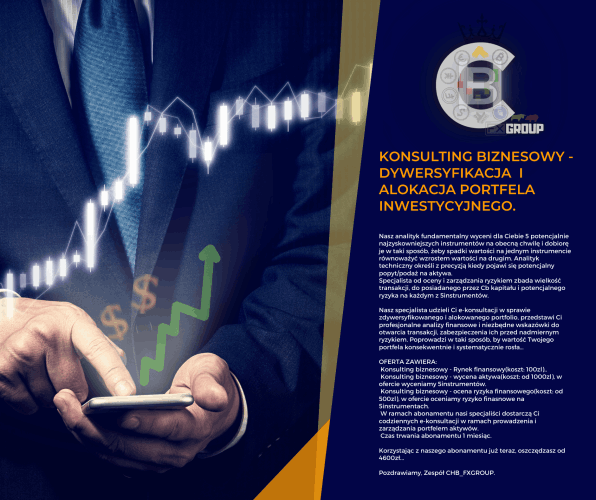 CB
FX
GROUP
KONSULTING BIZNESOWY -
DYWERSYFIKACJA I
ALOKACJA PORTFELA
INWESTYCYJNEGO.
Nasz analityk fundamentalny wyceni dla Ciebie 5 potencjalnie
najzyskowniejszych instrumentów na obecną chwilę i dobiorę
je w taki sposób, żeby spadki wartości na jednym instrumencie
równoważyć wzrostem wartości na drugim. Analityk
techniczny określi z precyzją kiedy pojawi się potencjalny
popyt/podaż na aktywa.
Specjalista od oceny i zarządzania ryzykiem zbada wielkość
transakcji, do posiadanego przez Cb kapitału i potencjalnego
ryzyka na każdym z 5instrumentów.
Nasz specjalista udzieli Ci e-konsultacji w sprawie
zdywersyfikowanego i alokowanego portfolio, przedstawi Ci
profesjonalne analizy finansowe i niezbędne wskazówki do
otwarcia transakcji, zabezpieczenia ich przed nadmiernym
ryzykiem. Poprowadzi w taki sposób, by wartość Twojego
portfela konsekwentnie i systematycznie rosła...
OFERTA ZAWIERA:
Konsulting biznesowy - Rynek finansowy(koszt: 100zl)..
Konsulting biznesowy - wycena aktywa(koszt: od 1000zl), w
ofercie wyceniamy 5instrumentów.
Konsulting biznesowy - ocena ryzyka finansowego(koszt: od
500zl), w ofercie oceniamy ryzyko finasnowe na
5instrumentach.
W ramach abonamentu nasi specjaliści dostarczą Ci
codziennych e-konsultacji w ramach prowadzenia i
zarządzania portfelem aktywów.
Czas trwania abonamentu 1 miesiąc.
Korzystając z naszego abonamentu już teraz, oszczędzasz od
4600zl...
Pozdrawiamy, Zespół CHB_FXGROUP.